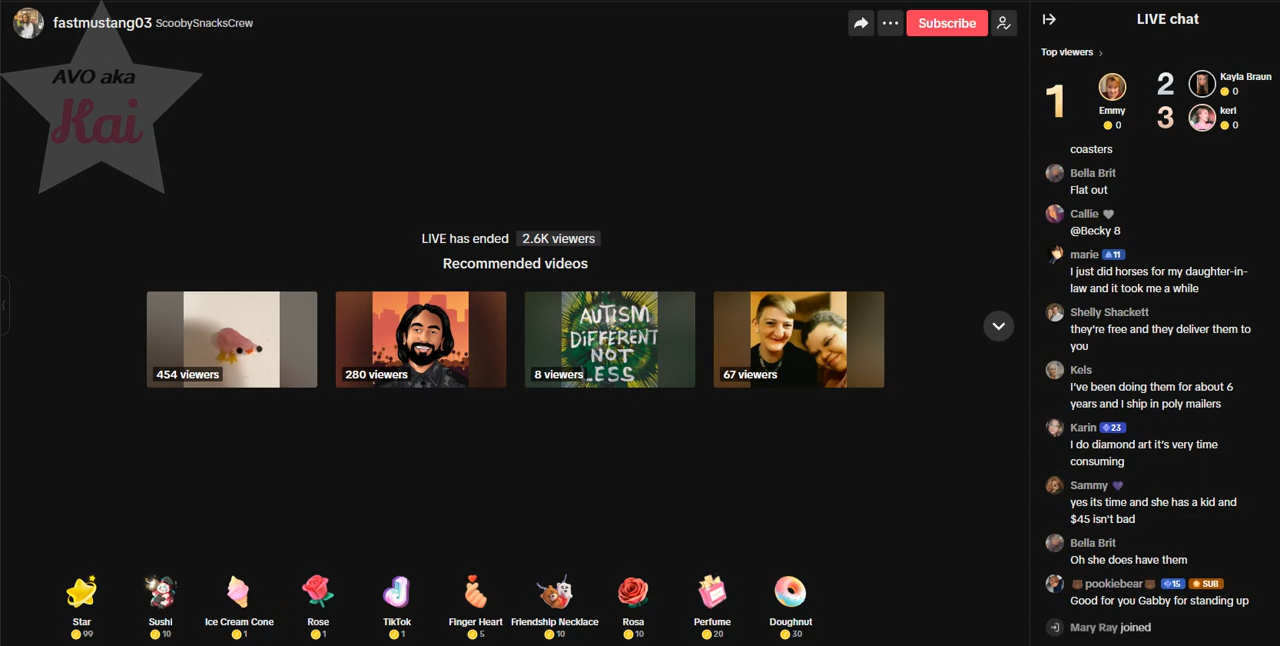 fastmustang03 ScoobySnacksCrew
Subscribe
AVO aka
Kai
LIVE has ended 2.6K viewers
Recommended videos
454 viewers
280 viewers
AUTISM
DIFFERENT
NOT
LESS
8 viewers
67 viewers
Star
99
Sushi
10
Ice Cream Cone
1
Rose
1
TikTok
1
Finger Heart
5
Friendship Necklace
10
Rosa
10
Perfume
20
Doughnut
30
LIVE chat
Top viewers
1
Emmy
0
2
Kayla Braun
0
3
kerl
0
coasters
Bella Brit
Flat out
Callie
@Becky 8
marie 11
I just did horses for my daughter-in-
law and it took me a while
Shelly Shackett
they're free and they deliver them to
you
Kels
I've been doing them for about 6
years and I ship in poly mailers
Karin 23
I do diamond art it's very time
consuming
Sammy
yes its time and she has a kid and
$45 isn't bad
Bella Brit
Oh she does have them
pookiebear 15 SUB
Good for you Gabby for standing up
Mary Ray joined